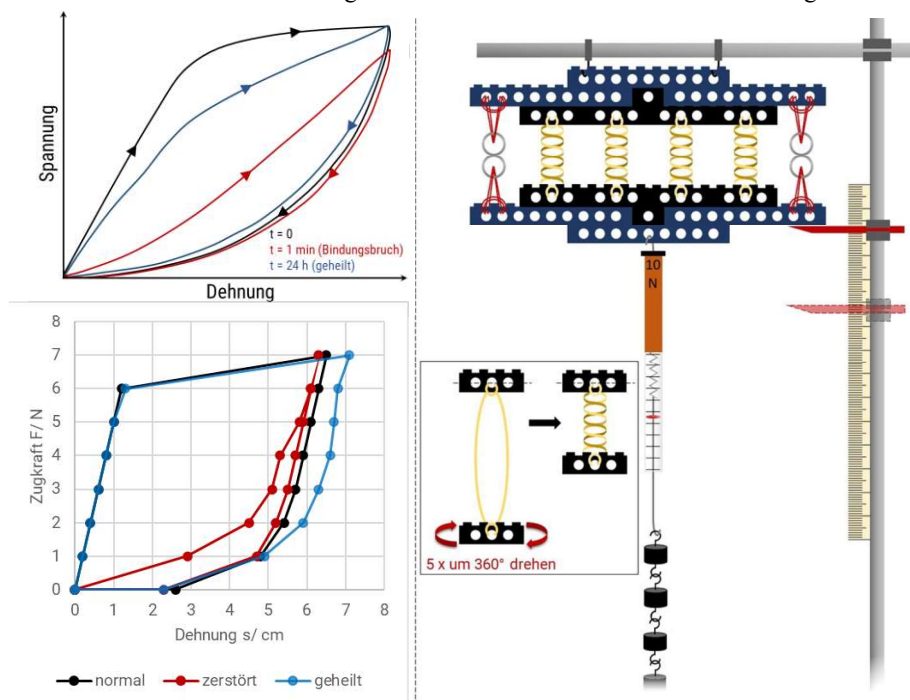 Spannung
t = 0
t = 1 min (Bindungsbruch)
t = 24 h (geheilt)
Dehnung
Zugkraft F/ N
8
7
6
5
4
3
2
1
0
0 1 2 3 4 5 6 7 8
Dehnung s/ cm
normal zerstört geheilt
10
N
5 x um 360° drehen